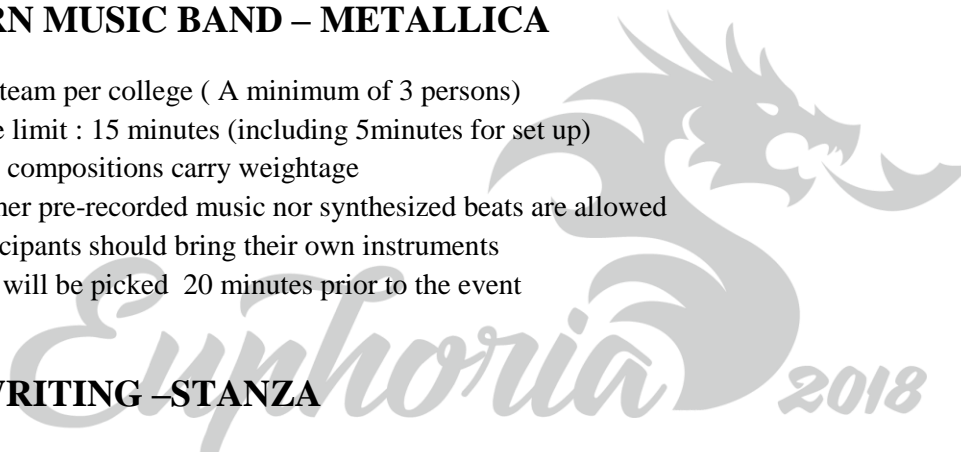 RN MUSIC BAND – METALLICA
team per college ( A minimum of 3 persons)
e limit : 15 minutes (including 5minutes for set up)
compositions carry weightage
her pre-recorded music nor synthesized beats are allowed
cipants should bring their own instruments
will be picked  20 minutes prior to the event
Euphoria 2018
WRITING –STANZA